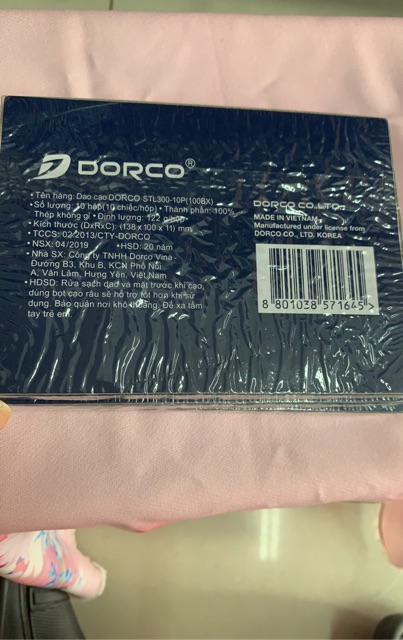 DORCO®
• Tên hàng: Dao cạo DORCO STL300-10P(100BX)
• Số lượng: 10 hộp(10 chiếc/hộp) • Thành phần: 100%
Thép không gỉ • Định lượng: 122 g/hộp
• Kích thước (DxRxC): (138 x 100 x 11) mm
• TCCS: 02:2013/CTY-DORCO
• NSX: 04/2019 • HSD: 20 năm
• Nhà SX: Công ty TNHH Dorco Vina-
Đường B3, Khu B, KCN Phố Nối
A, Văn Lâm, Hưng Yên, Việt Nam
• HDSD: Rửa sạch dao và mặt trước khi cạo,
dùng bọt cạo râu sẽ hỗ trợ tốt hơn khi sử
dụng. Bảo quản nơi khô thoáng. Để xa tầm
tay trẻ em.
DORCO CO.,LTD.
MADE IN VIETNAM
Manufactured under license from
DORCO CO., LTD. KOREA
8 801038 571645 >